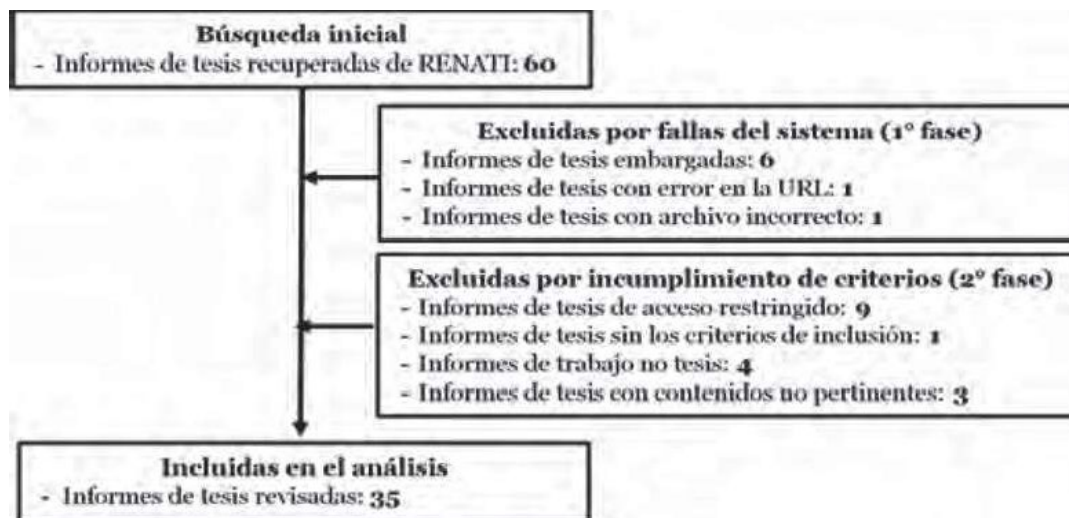 Búsqueda inicial
- Informes de tesis recuperadas de RENATI: 60
Excluidas por fallas del sistema (1° fase)
- Informes de tesis embargadas: 6
- Informes de tesis con error en la URL: 1
- Informes de tesis con archivo incorrecto: 1
Excluidas por incumplimiento de criterios (2° fase)
- Informes de tesis de acceso restringido: 9
- Informes de tesis sin los criterios de inclusión: 1
- Informes de trabajo no tesis: 4
- Informes de tesis con contenidos no pertinentes: 3
Incluidas en el análisis
- Informes de tesis revisadas: 35